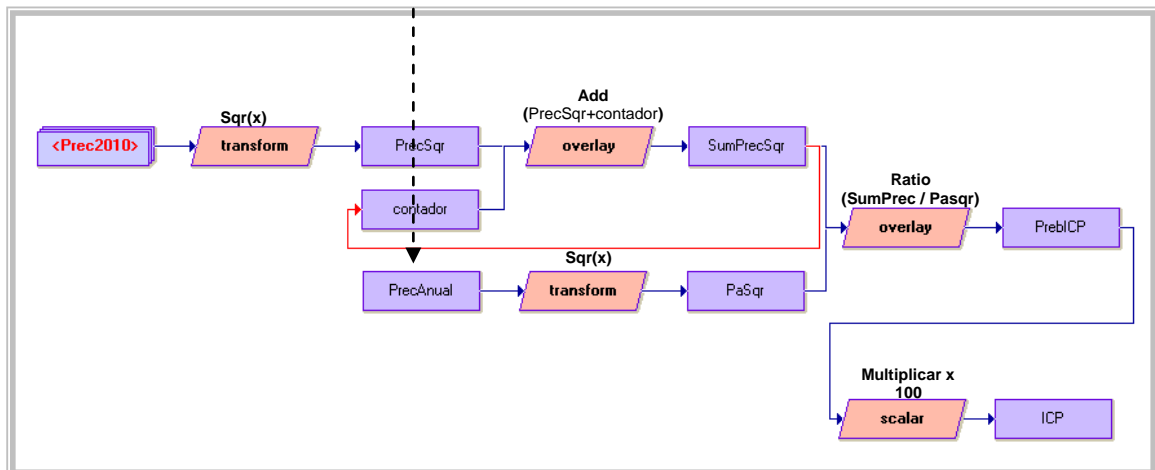 Sqr(x)
<Prec2010>
transform
PrecSqr
Add
(PrecSqr+contador)
overlay
SumPrecSqr
contador
Ratio
(SumPrec / Pasqr)
overlay
PrebICP
PrecAnual
Sqr(x)
transform
PaSqr
Multiplicar x
100
scalar
ICP